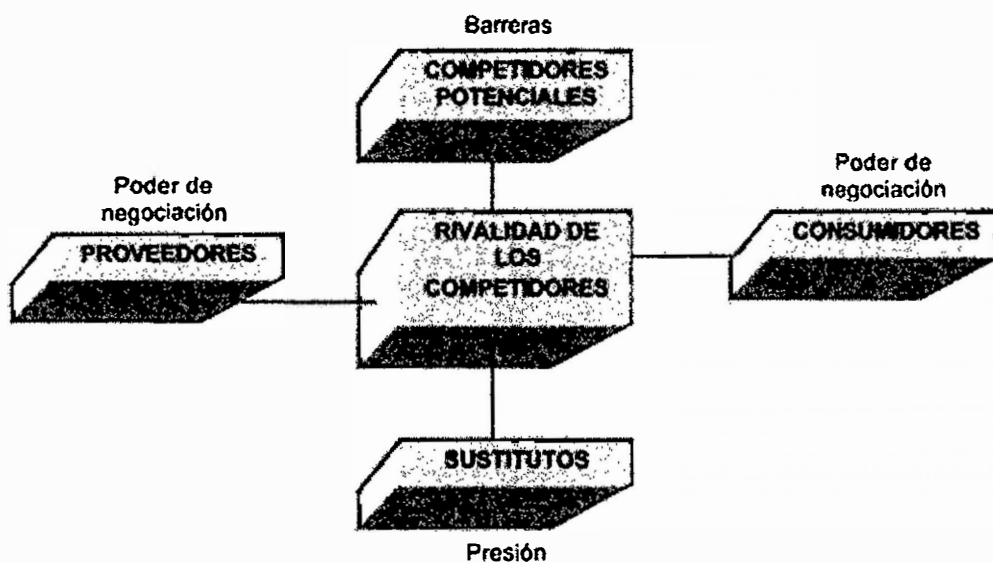 Barreras
COMPETIDORES
POTENCIALES
Poder de
negociación
PROVEEDORES
RIVALIDAD DE
LOS
COMPETIDORES
Poder de
negociación
CONSUMIDORES
SUSTITUTOS
Presión